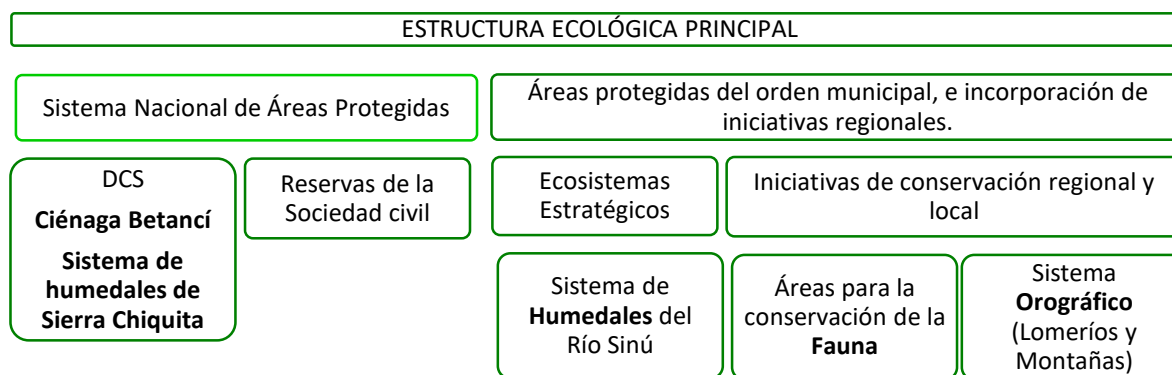 ESTRUCTURA ECOLÓGICA PRINCIPAL
Sistema Nacional de Áreas Protegidas
Áreas protegidas del orden municipal, e incorporación de
iniciativas regionales.
DCS
Ciénaga Betancí
Sistema de
humedales de
Sierra Chiquita
Reservas de la
Sociedad civil
Ecosistemas
Estratégicos
Iniciativas de conservación regional y
local
Sistema de
Humedales del
Río Sinú
Áreas para la
conservación de la
Fauna
Sistema
Orográfico
(Lomeríos y
Montañas)